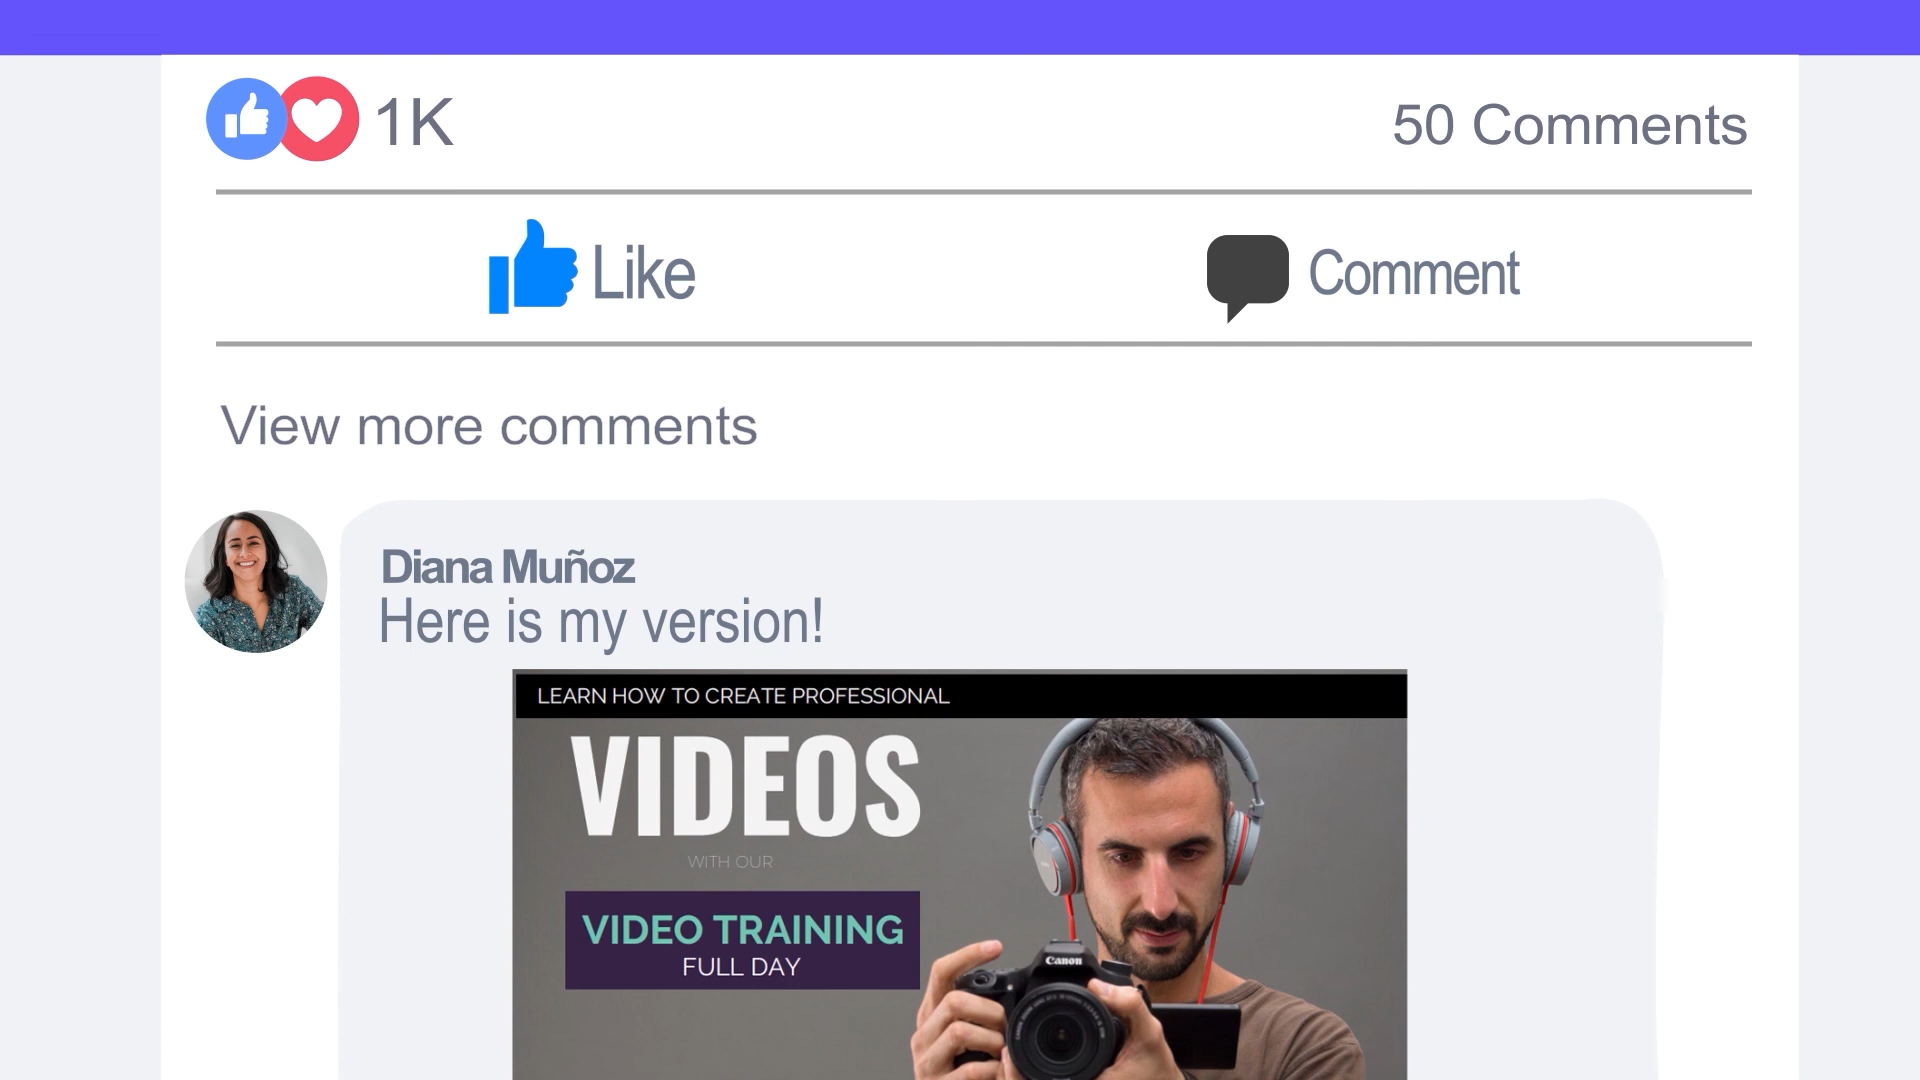 1K
50 Comments
Like
Comment
View more comments
Diana Muñoz
Here is my version!
LEARN HOW TO CREATE PROFESSIONAL
VIDEOS
WITH OUR
VIDEO TRAINING
FULL DAY
Canon